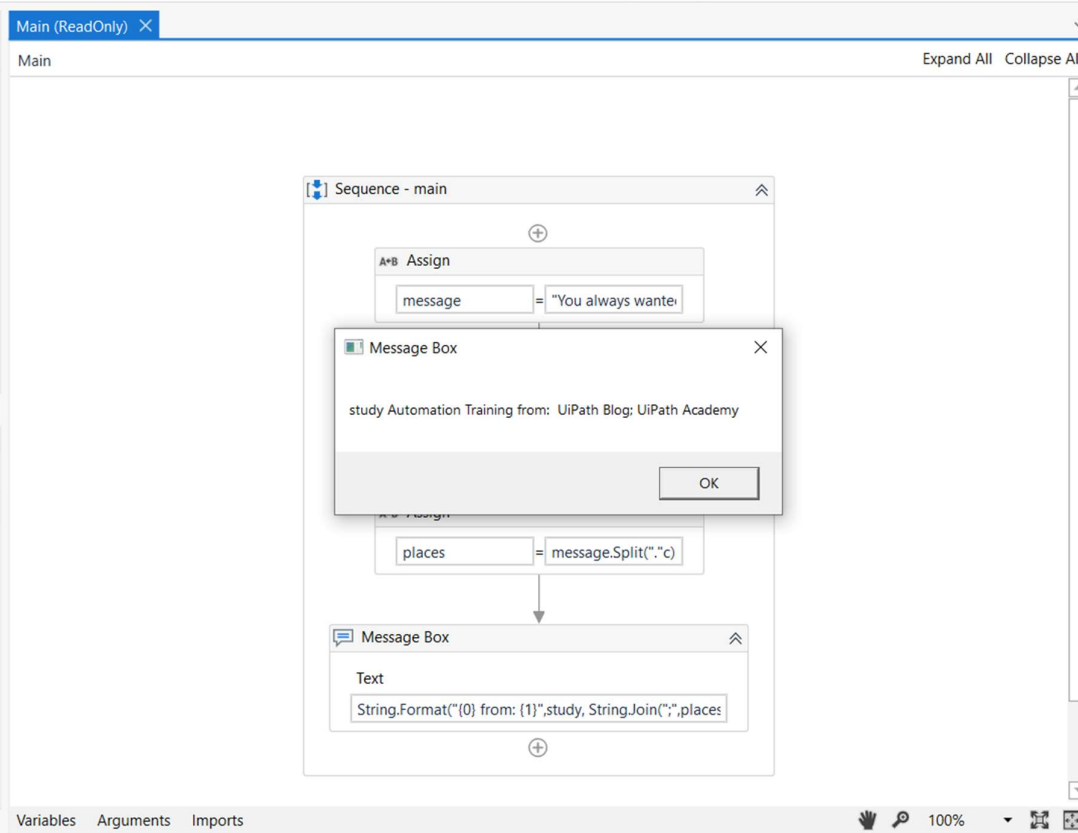 Main (ReadOnly)
Main
Expand All Collapse Al
Sequence - main
A*B Assign
message = "You always wante
Message Box
study Automation Training from:  UiPath Blog; UiPath Academy
OK
Assign
places = message.Split("."c)
Message Box
Text
String.Format("{0} from: {1}",study, String.Join(";",places
Variables Arguments Imports 100%